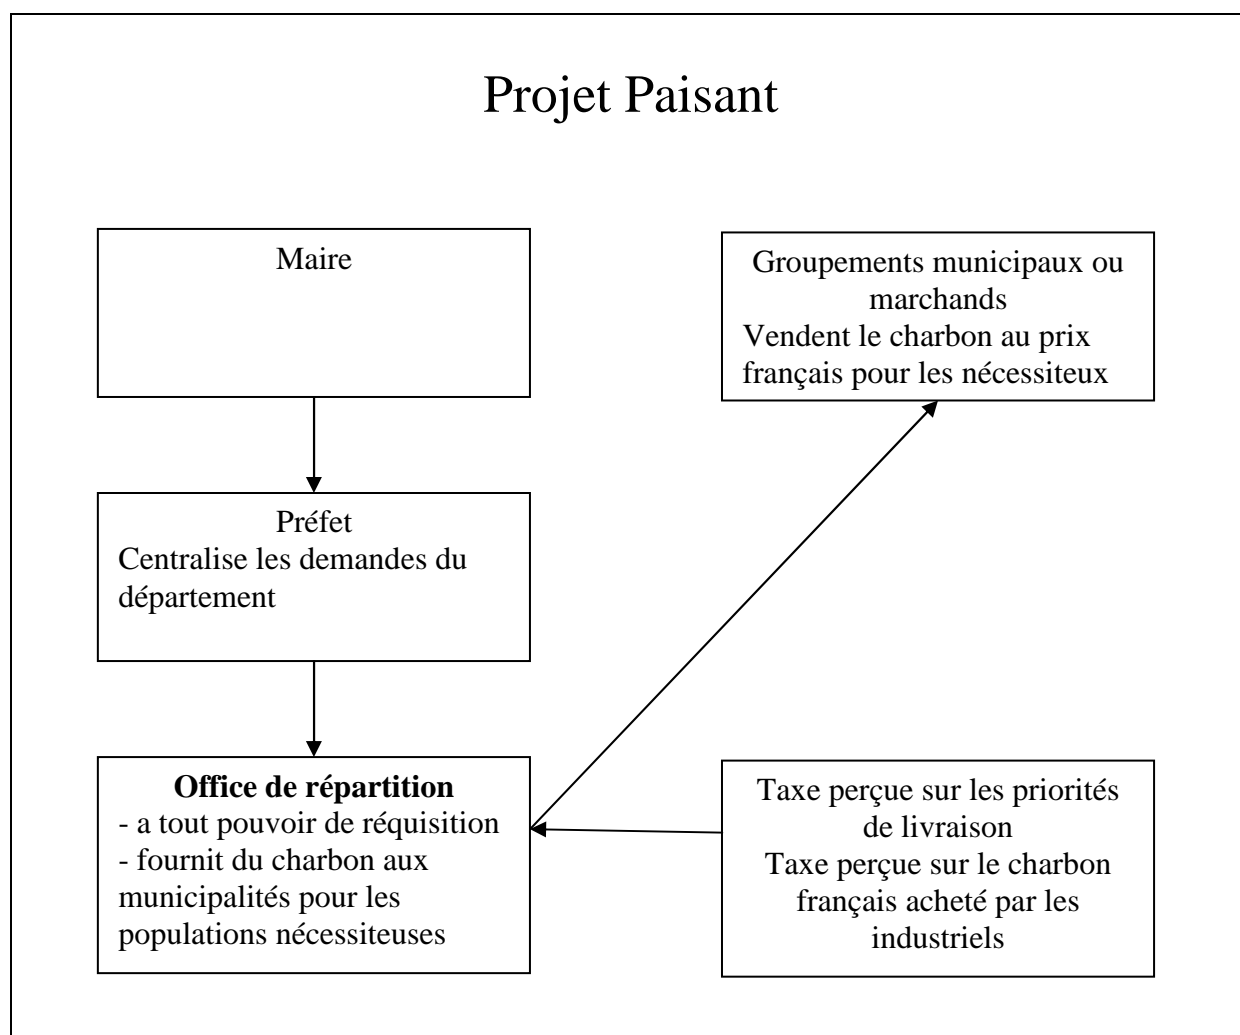 Projet Paisant
Maire
Groupements municipaux ou
marchands
Vendent le charbon au prix
français pour les nécessiteux
Préfet
Centralise les demandes du
département
Office de répartition
- a tout pouvoir de réquisition
- fournit du charbon aux
municipalités pour les
populations nécessiteuses
Taxe perçue sur les priorités
de livraison
Taxe perçue sur le charbon
français acheté par les
industriels